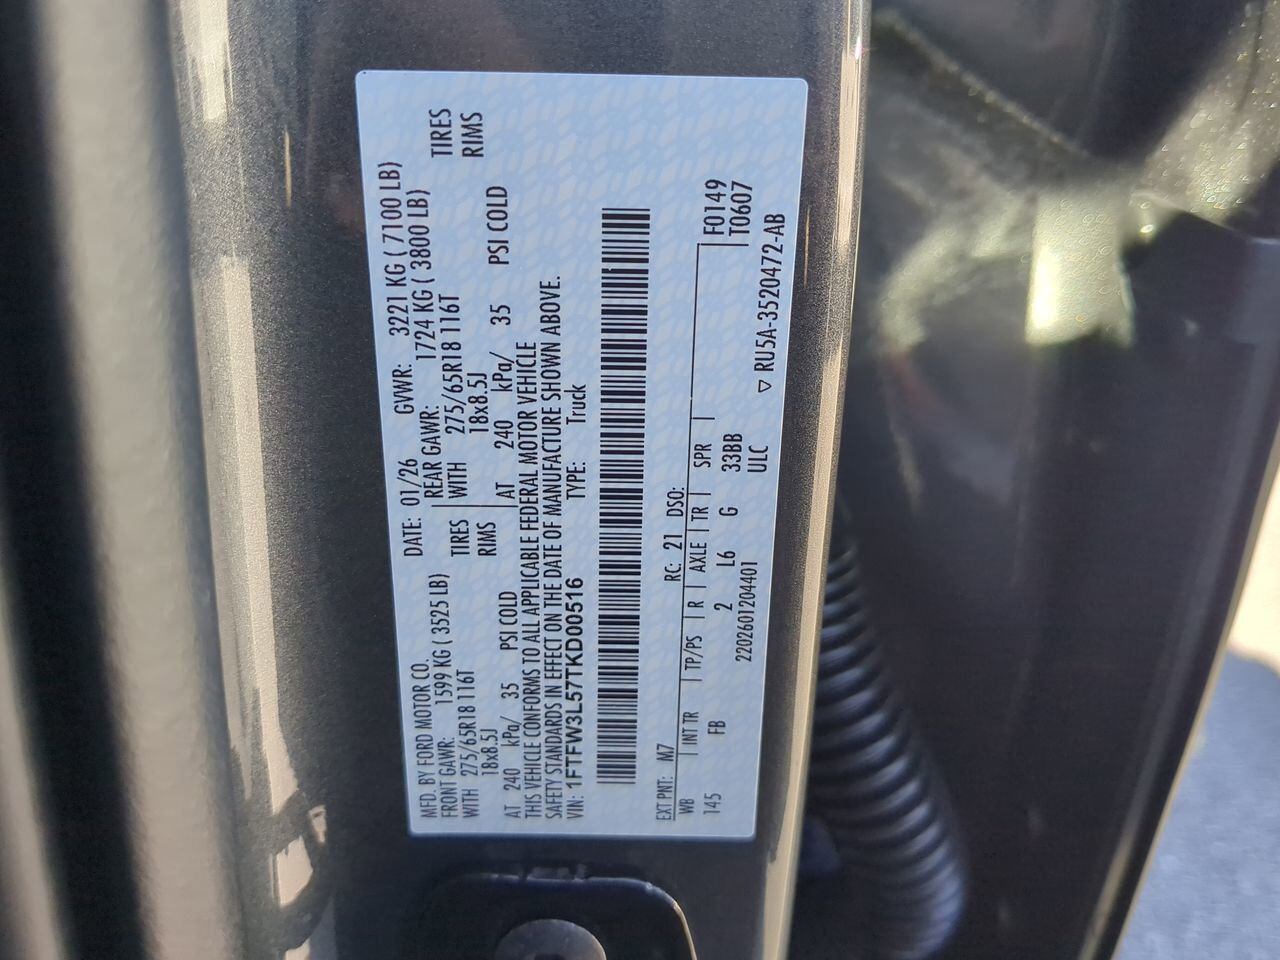 MFD. BY FORD MOTOR CO.
DATE: 01/26 GVWR: 3221 KG ( 7100 LB)
FRONT GAWR: 1599 KG ( 3525 LB)
REAR GAWR: 1724 KG ( 3800 LB)
WITH 275/65R18 116T TIRES
WITH 275/65R18 116T TIRES
18x8.5J RIMS
18x8.5J RIMS
AT 240 kPa/ 35 PSI COLD
AT 240 kPa/ 35 PSI COLD
THIS VEHICLE CONFORMS TO ALL APPLICABLE FEDERAL MOTOR VEHICLE
SAFETY STANDARDS IN EFFECT ON THE DATE OF MANUFACTURE SHOWN ABOVE.
VIN: 1FTFW3L57TKD00516 TYPE: Truck
EXT PNT: M7 RC: 21 DSO:
WB INT TR TP/PS R AXLE TR SPR F0149
145 FB 2 L6 G 33BB T0607
2202601204401 ULC
▽ RU5A-3520472-AB